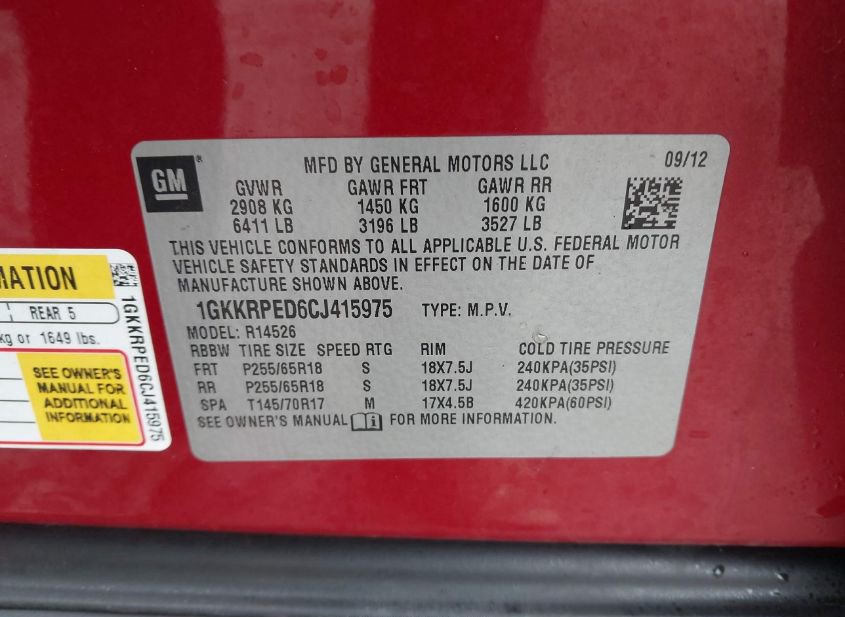 GM
®
MFD BY GENERAL MOTORS LLC 09/12
GVWR GAWR FRT GAWR RR
2908 KG 1450 KG 1600 KG
6411 LB 3196 LB 3527 LB
THIS VEHICLE CONFORMS TO ALL APPLICABLE U.S. FEDERAL MOTOR
VEHICLE SAFETY STANDARDS IN EFFECT ON THE DATE OF
MANUFACTURE SHOWN ABOVE.
1GKKRPED6CJ415975 TYPE: M.P.V.
MODEL: R14526
RBBW TIRE SIZE SPEED RTG RIM COLD TIRE PRESSURE
FRT P255/65R18 S 18X7.5J 240KPA(35PSI)
RR P255/65R18 S 18X7.5J 240KPA(35PSI)
SPA T145/70R17 M 17X4.5B 420KPA(60PSI)
SEE OWNER'S MANUAL i FOR MORE INFORMATION.
MATION
REAR 5
kg or 1649 lbs.
SEE OWNER'S
MANUAL FOR
ADDITIONAL
INFORMATION
1GKKRPED6CJ415975